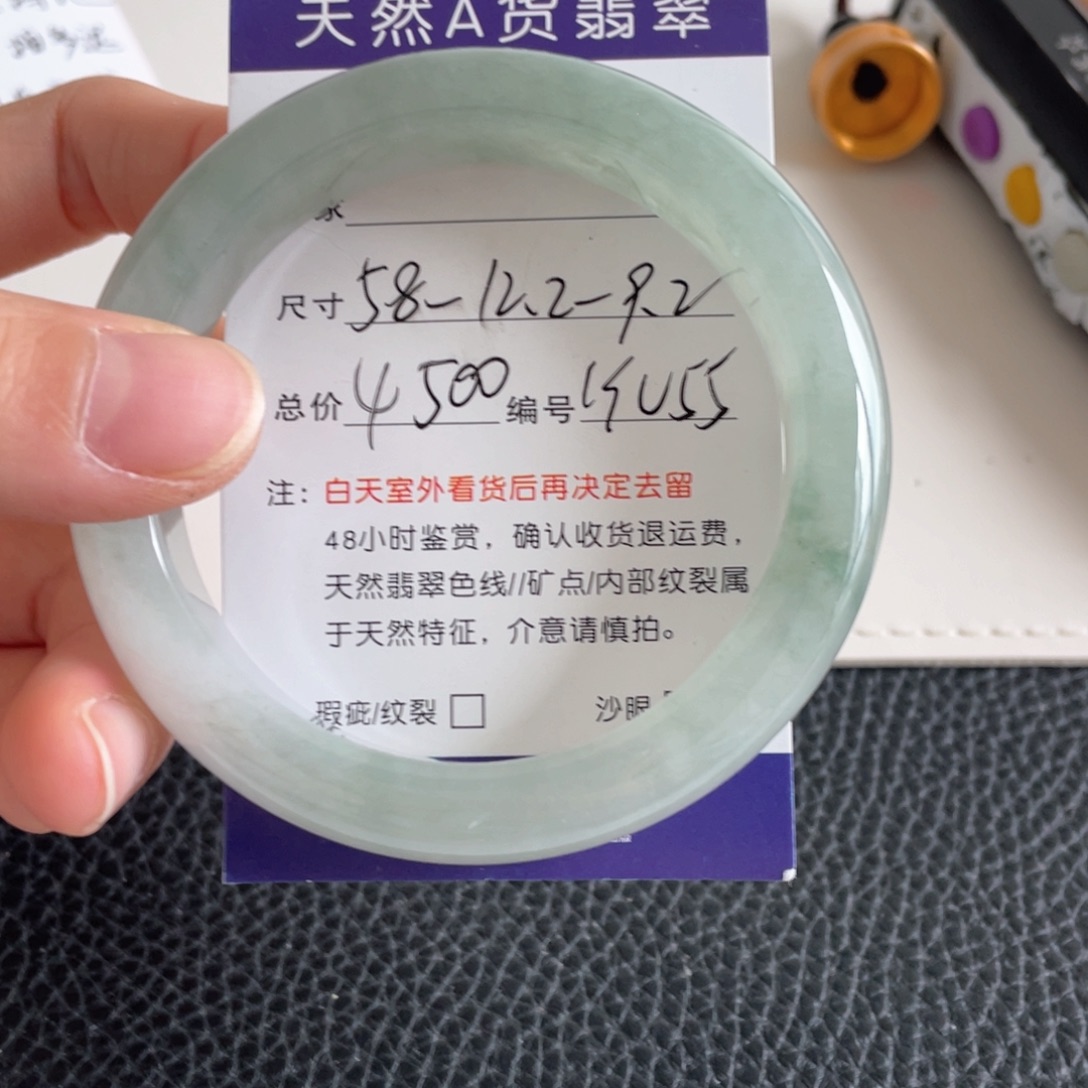 天然A货翡翠
家
尺寸 58-12.2-9.2
总价 4500 编号
注：白天室外看货后再决定去留
48小时鉴赏，确认收货退运费，
天然翡翠色线//矿点/内部纹裂属
于天然特征，介意请慎拍。
瑕疵/纹裂 □ 沙眼